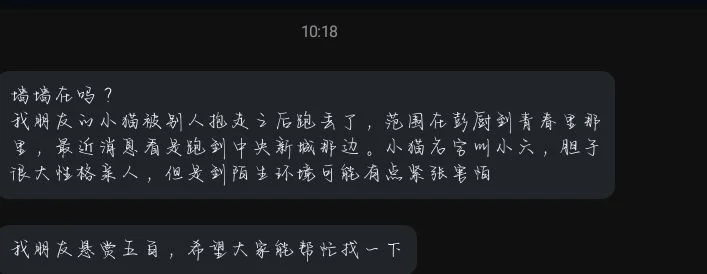 10:18
墙墙在吗？
我朋友的小猫被别人抱走之后跑丢了，范围在彭厨到青春里那
里，最近消息看是跑到中央新城那边。小猫名字叫小六，胆子
很大性格亲人，但是到陌生环境可能有点紧张害怕
我朋友悬赏五百，希望大家能帮忙找一下